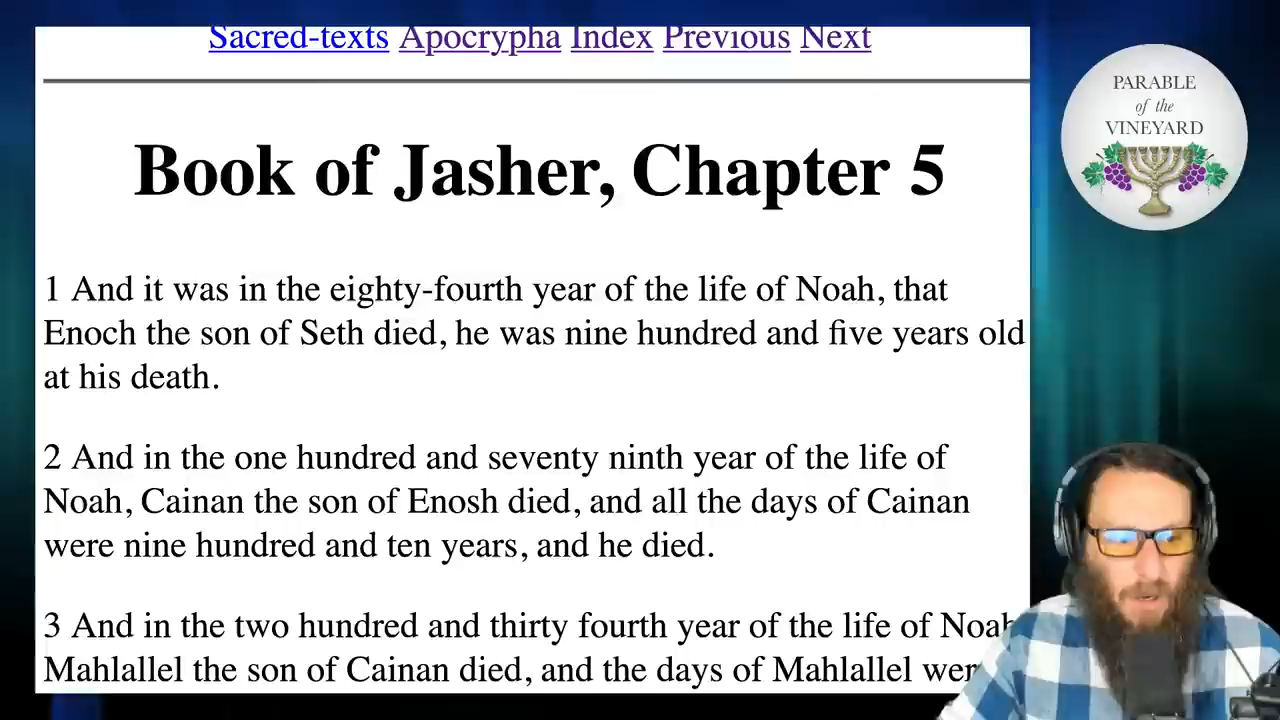 Sacred-texts Apocrypha Index Previous Next
PARABLE
of the
VINEYARD
Book of Jasher, Chapter 5
1 And it was in the eighty-fourth year of the life of Noah, that
Enoch the son of Seth died, he was nine hundred and five years old
at his death.
2 And in the one hundred and seventy ninth year of the life of
Noah, Cainan the son of Enosh died, and all the days of Cainan
were nine hundred and ten years, and he died.
3 And in the two hundred and thirty fourth year of the life of Noah
Mahlallel the son of Cainan died, and the days of Mahlallel wer